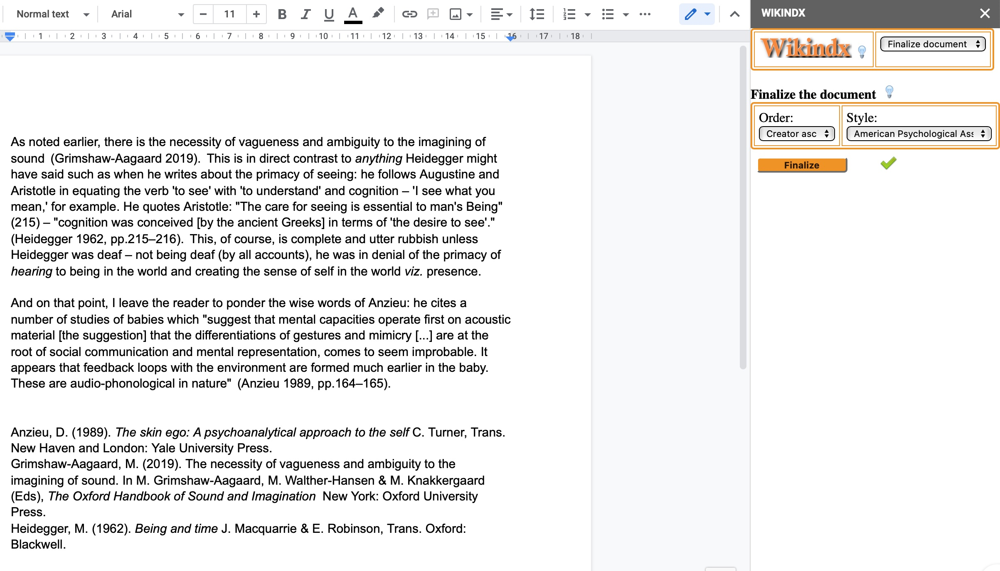 Normal text Arial − 11 + B I U A WIKINDX
1 2 3 4 5 6 7 8 9 10 11 12 13 14 15 16 17 18
Wikindx Finalize document
Finalize the document
Order: Style:
Creator asc American Psychological Ass
Finalize
As noted earlier, there is the necessity of vagueness and ambiguity to the imagining of
sound  (Grimshaw-Aagaard 2019).  This is in direct contrast to anything Heidegger might
have said such as when he writes about the primacy of seeing: he follows Augustine and
Aristotle in equating the verb 'to see' with 'to understand' and cognition – 'I see what you
mean,' for example. He quotes Aristotle: "The care for seeing is essential to man's Being"
(215) – "cognition was conceived [by the ancient Greeks] in terms of 'the desire to see'."
(Heidegger 1962, pp.215–216).  This, of course, is complete and utter rubbish unless
Heidegger was deaf – not being deaf (by all accounts), he was in denial of the primacy of
hearing to being in the world and creating the sense of self in the world viz. presence.
And on that point, I leave the reader to ponder the wise words of Anzieu: he cites a
number of studies of babies which "suggest that mental capacities operate first on acoustic
material [the suggestion] that the differentiations of gestures and mimicry [...] are at the
root of social communication and mental representation, comes to seem improbable. It
appears that feedback loops with the environment are formed much earlier in the baby.
These are audio-phonological in nature"  (Anzieu 1989, pp.164–165).
Anzieu, D. (1989). The skin ego: A psychoanalytical approach to the self C. Turner, Trans.
New Haven and London: Yale University Press.
Grimshaw-Aagaard, M. (2019). The necessity of vagueness and ambiguity to the
imagining of sound. In M. Grimshaw-Aagaard, M. Walther-Hansen & M. Knakkergaard
(Eds), The Oxford Handbook of Sound and Imagination  New York: Oxford University
Press.
Heidegger, M. (1962). Being and time J. Macquarrie & E. Robinson, Trans. Oxford:
Blackwell.